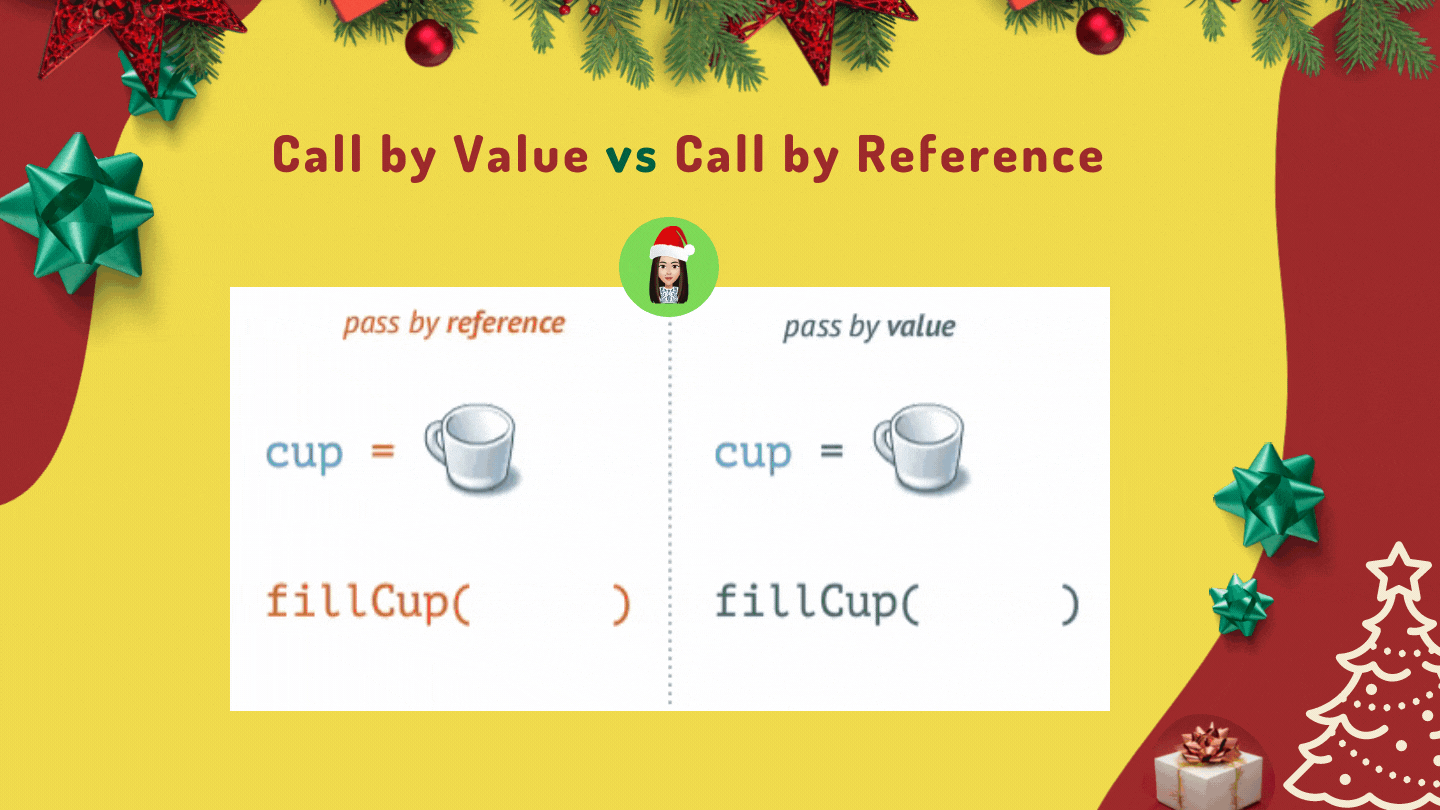 Call by Value vs Call by Reference
pass by reference
cup =
fillCup( )
pass by value
cup =
fillCup( )